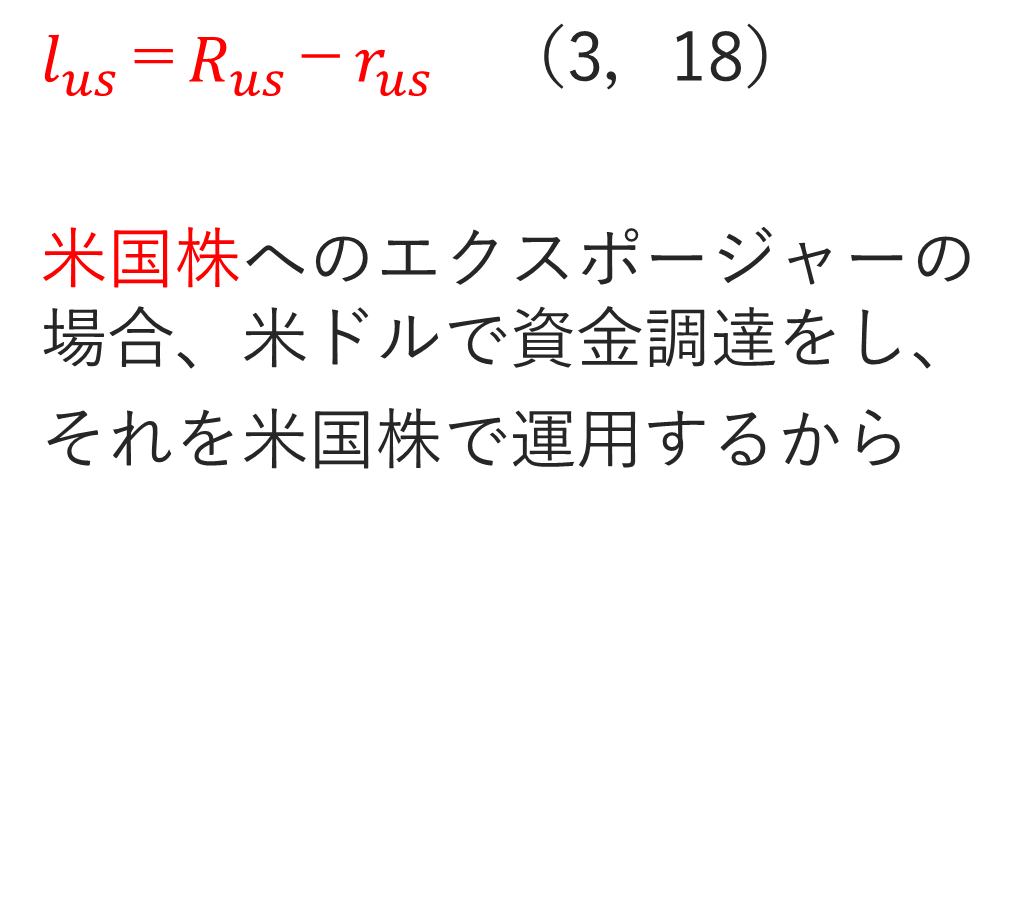 l_us = R_us − r_us （3, 18）
米国株へのエクスポージャーの
場合、米ドルで資金調達をし、
それを米国株で運用するから